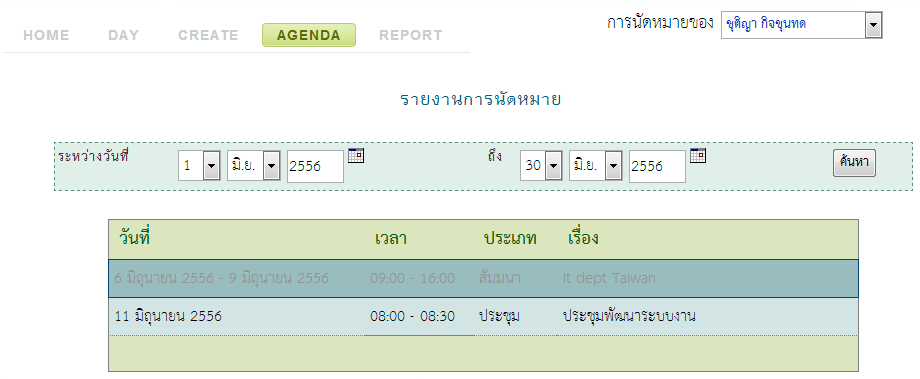 การนัดหมายของ ชุติญา กิจขุนทด
HOME DAY CREATE AGENDA REPORT
รายงานการนัดหมาย
ระหว่างวันที่ 1 มิ.ย. 2556 ถึง 30 มิ.ย. 2556 ค้นหา
วันที่ เวลา ประเภท เรื่อง
6 มิถุนายน 2556 - 9 มิถุนายน 2556 09:00 - 16:00 สัมมนา It dept Taiwan
11 มิถุนายน 2556 08:00 - 08:30 ประชุม ประชุมพัฒนาระบบงาน